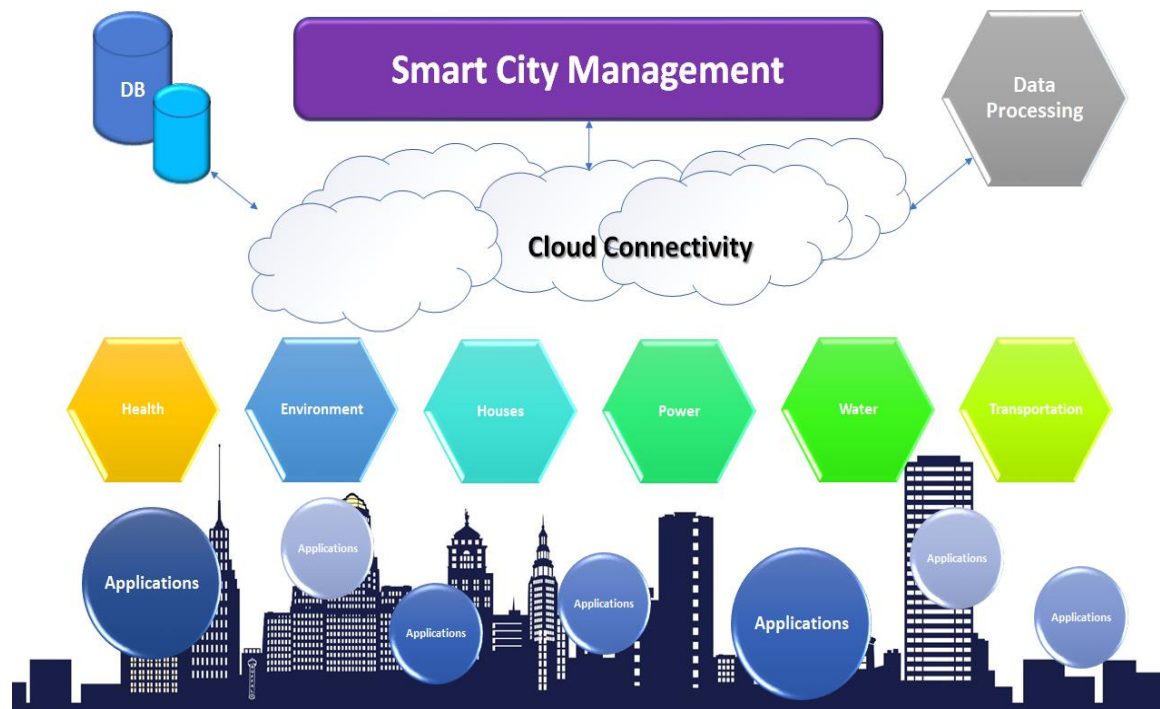 DB
Smart City Management
Data
Processing
Cloud Connectivity
Health
Environment
Houses
Power
Water
Transportation
Applications
Applications
Applications
Applications
Applications
Applications
Applications